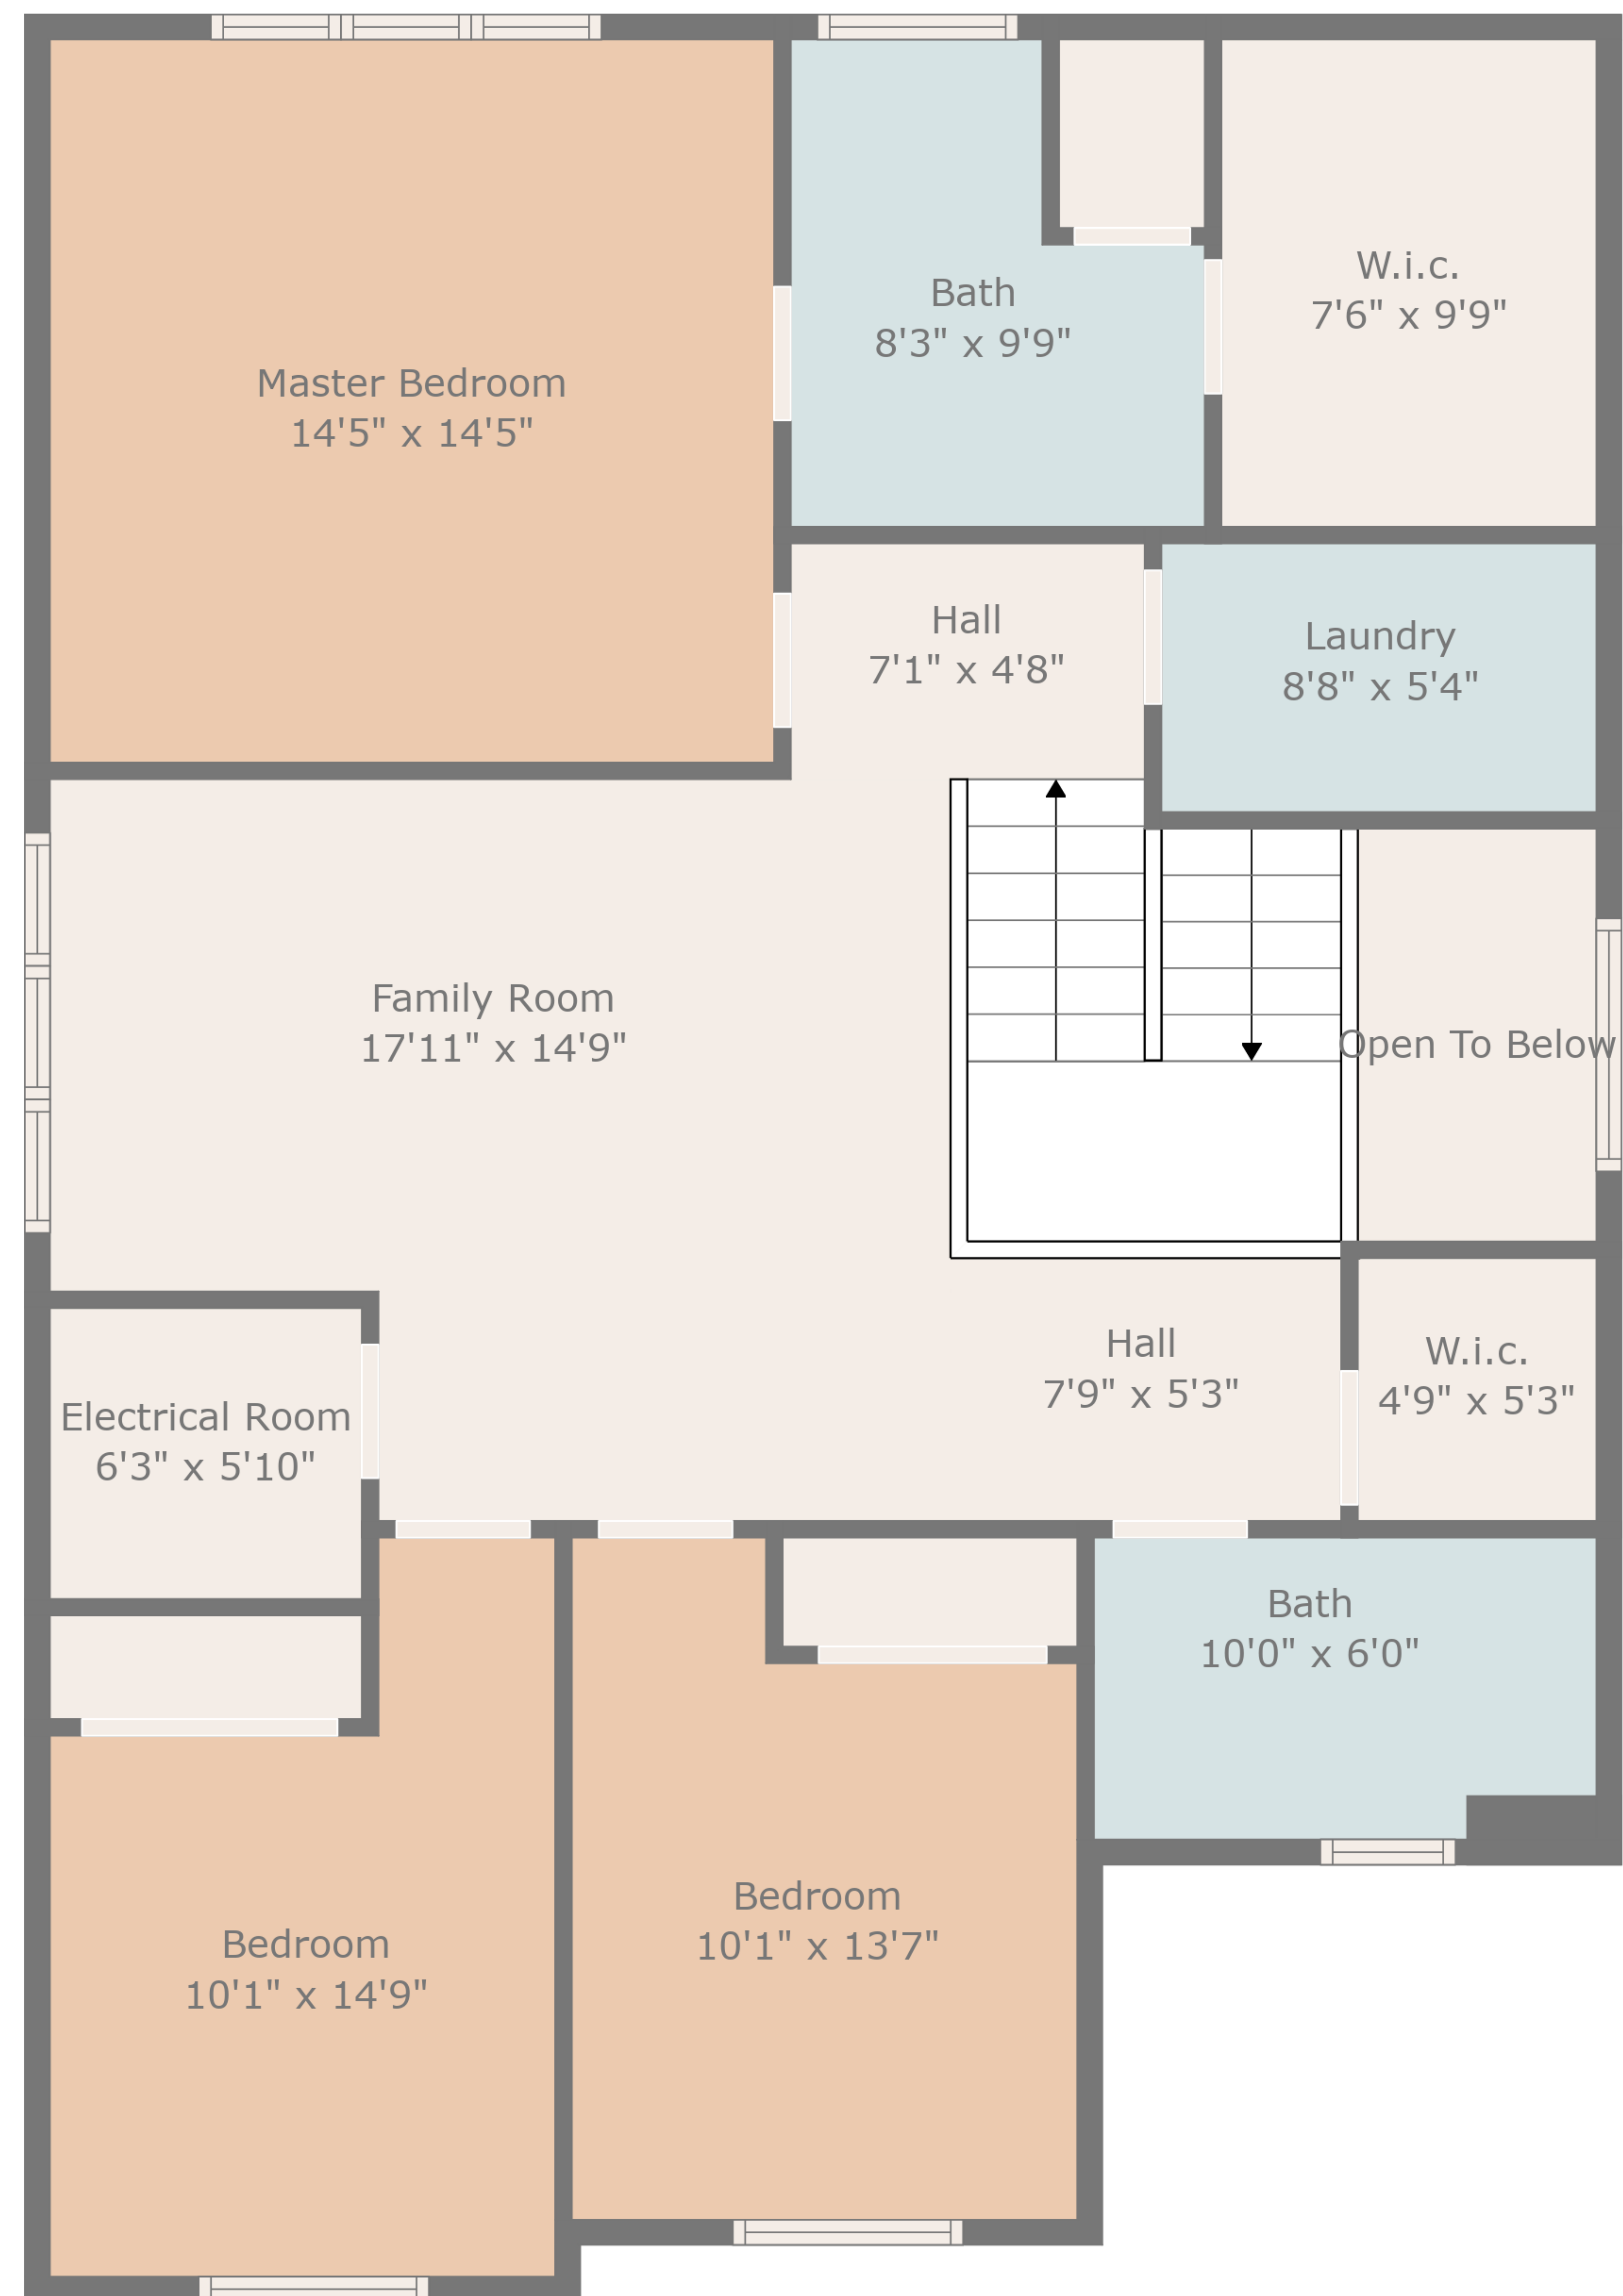 Bath
8'3" x 9'9"
W.i.c.
7'6" x 9'9"
Master Bedroom
14'5" x 14'5"
Hall
7'1" x 4'8"
Laundry
8'8" x 5'4"
Family Room
17'11" x 14'9"
Open To Below
Hall
7'9" x 5'3"
W.i.c.
4'9" x 5'3"
Electrical Room
6'3" x 5'10"
Bath
10'0" x 6'0"
Bedroom
10'1" x 13'7"
Bedroom
10'1" x 14'9"